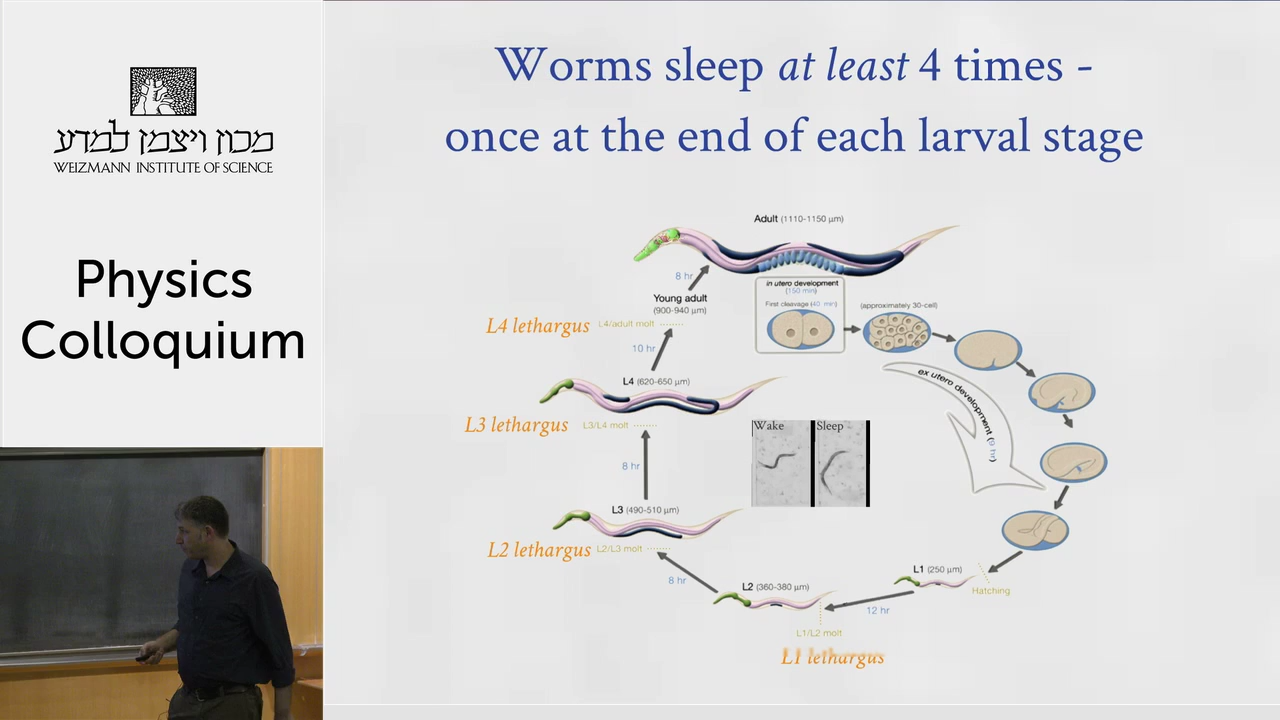 מכון ויצמן למדע
WEIZMANN INSTITUTE OF SCIENCE
Physics
Colloquium
Worms sleep at least 4 times -
once at the end of each larval stage
Adult (1110-1150 µm)
8 hr
in utero development
(150 min)
First cleavage (40 min)
(approximately 30-cell)
Young adult
(900-940 µm)
L4 lethargus
L4/adult molt
10 hr
ex utero development (9 hr)
L4 (620-650 µm)
L3 lethargus
L3/L4 molt
Wake
Sleep
8 hr
L3 (490-510 µm)
L2 lethargus
L2/L3 molt
8 hr
L2 (360-380 µm)
L1 (250 µm)
Hatching
12 hr
L1/L2 molt
L1 lethargus